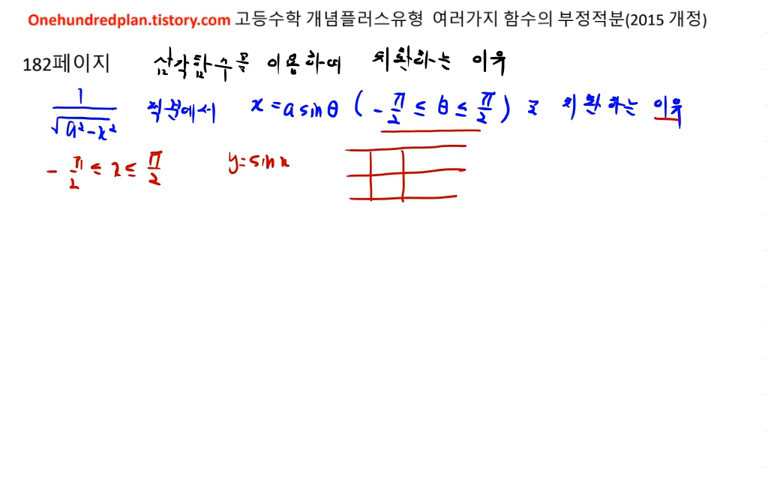 Onehundredplan.tistory.com 고등수학 개념플러스유형 여러가지 함수의 부정적분(2015 개정)
182페이지 삼각함수를 이용하여 치환하는 이유
1/√(a²-x²) 적분에서 x = a sin θ ( -π/2 ≤ θ ≤ π/2 ) 로 치환하는 이유
-π/2 ≤ x ≤ π/2 y = sin x